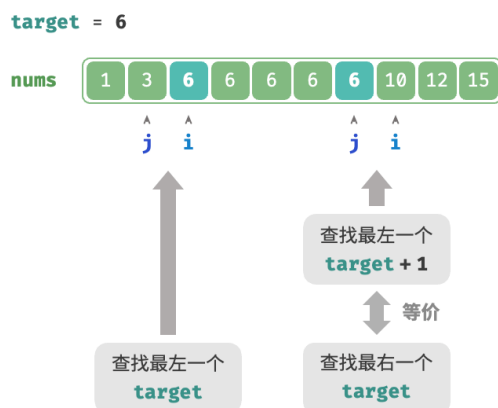 target = 6
nums 1 3 6 6 6 6 6 10 12 15
j i j i
查找最左一个
target + 1
等价
查找最左一个
target
查找最右一个
target